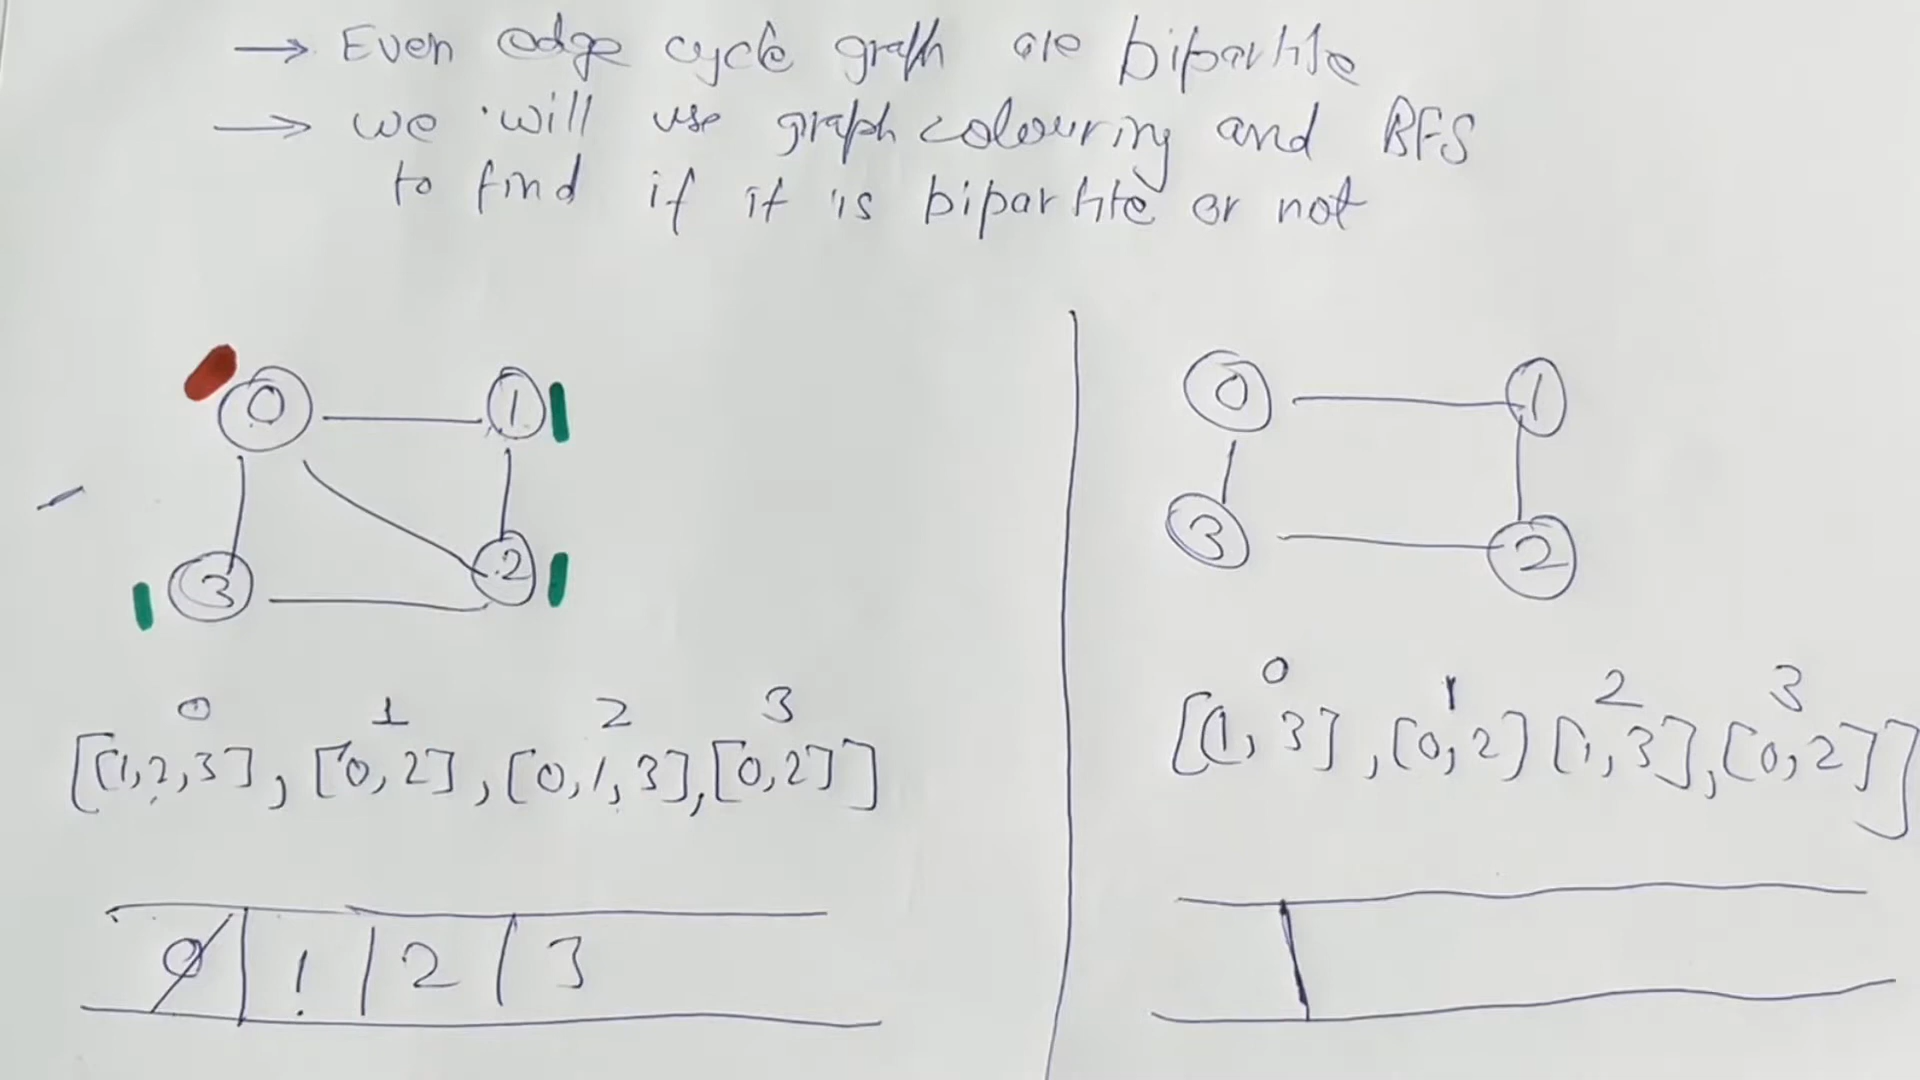 → Even edge cycle graph are bipartite
→ we will use graph colouring and BFS
to find if it is bipartite or not
0 1
3 2
0 1 2 3
[[1,2,3], [0,2], [0,1,3], [0,2]]
0 1 2 3
0 1
3 2
0 1 2 3
[[1,3], [0,2] [1,3], [0,2]]